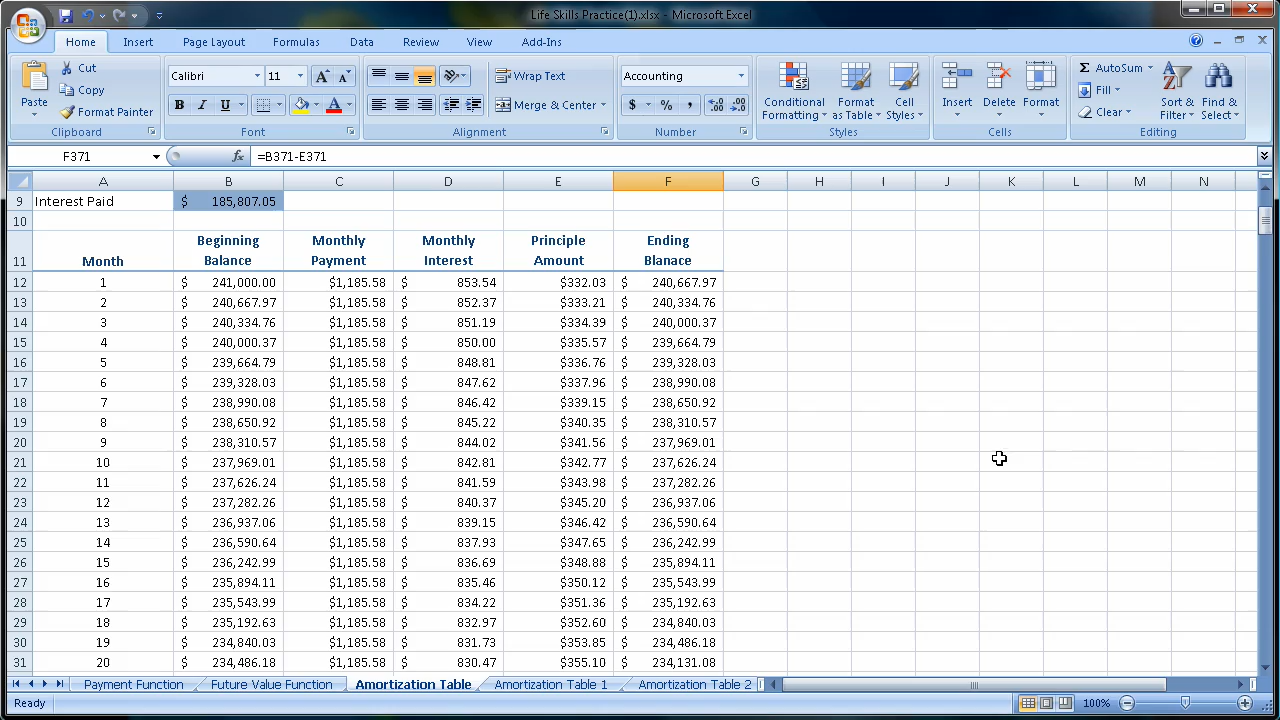 Life Skills Practice(1).xlsx - Microsoft Excel
Home Insert Page Layout Formulas Data Review View Add-Ins
Paste Cut Copy Format Painter Clipboard
Calibri 11 A A B I U A Font
Wrap Text Merge & Center Alignment
Accounting $ % , .0 .00 .00 .0 Number
Conditional Formatting Format as Table Cell Styles Styles
Insert Delete Format Cells
Σ AutoSum Fill Clear Sort & Filter Find & Select Editing
F371 fx =B371-E371
A B C D E F G H I J K L M N
9 Interest Paid $ 185,807.05
10
11 Month Beginning Balance Monthly Payment Monthly Interest Principle Amount Ending Blanace
12 1 $ 241,000.00 $1,185.58 $ 853.54 $332.03 $ 240,667.97
13 2 $ 240,667.97 $1,185.58 $ 852.37 $333.21 $ 240,334.76
14 3 $ 240,334.76 $1,185.58 $ 851.19 $334.39 $ 240,000.37
15 4 $ 240,000.37 $1,185.58 $ 850.00 $335.57 $ 239,664.79
16 5 $ 239,664.79 $1,185.58 $ 848.81 $336.76 $ 239,328.03
17 6 $ 239,328.03 $1,185.58 $ 847.62 $337.96 $ 238,990.08
18 7 $ 238,990.08 $1,185.58 $ 846.42 $339.15 $ 238,650.92
19 8 $ 238,650.92 $1,185.58 $ 845.22 $340.35 $ 238,310.57
20 9 $ 238,310.57 $1,185.58 $ 844.02 $341.56 $ 237,969.01
21 10 $ 237,969.01 $1,185.58 $ 842.81 $342.77 $ 237,626.24
22 11 $ 237,626.24 $1,185.58 $ 841.59 $343.98 $ 237,282.26
23 12 $ 237,282.26 $1,185.58 $ 840.37 $345.20 $ 236,937.06
24 13 $ 236,937.06 $1,185.58 $ 839.15 $346.42 $ 236,590.64
25 14 $ 236,590.64 $1,185.58 $ 837.93 $347.65 $ 236,242.99
26 15 $ 236,242.99 $1,185.58 $ 836.69 $348.88 $ 235,894.11
27 16 $ 235,894.11 $1,185.58 $ 835.46 $350.12 $ 235,543.99
28 17 $ 235,543.99 $1,185.58 $ 834.22 $351.36 $ 235,192.63
29 18 $ 235,192.63 $1,185.58 $ 832.97 $352.60 $ 234,840.03
30 19 $ 234,840.03 $1,185.58 $ 831.73 $353.85 $ 234,486.18
31 20 $ 234,486.18 $1,185.58 $ 830.47 $355.10 $ 234,131.08
Payment Function Future Value Function Amortization Table Amortization Table 1 Amortization Table 2
Ready 100%